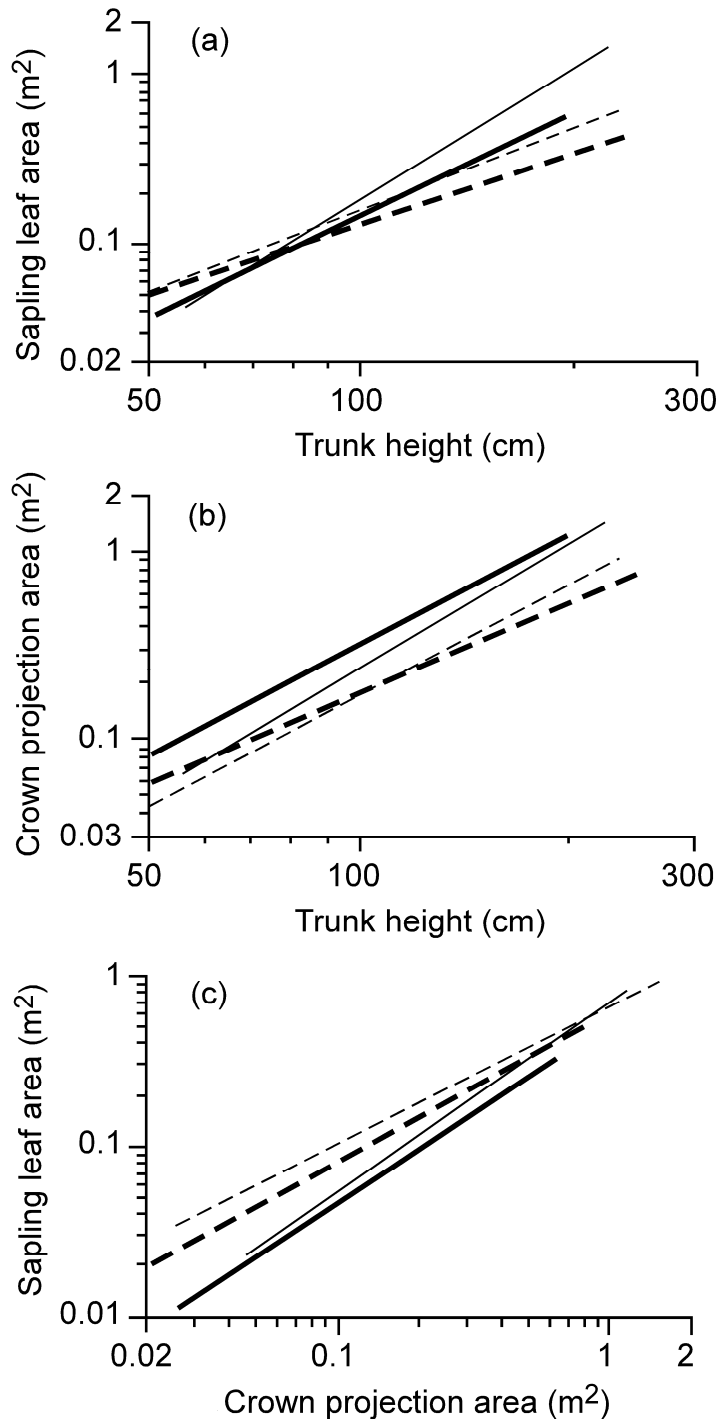 (a)
Sapling leaf area (m2)
2
1
0.1
0.02
50
100
300
Trunk height (cm)
(b)
Crown projection area (m2)
2
1
0.1
0.03
50
100
300
Trunk height (cm)
(c)
Sapling leaf area (m2)
1
0.1
0.01
0.02
0.1
1
2
Crown projection area (m2)